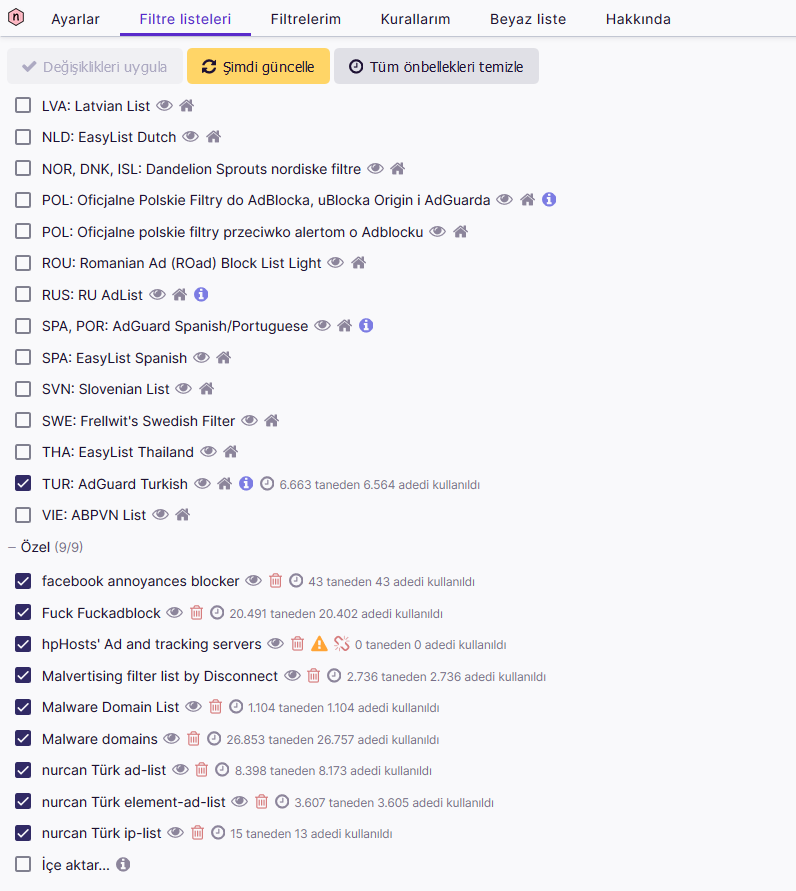 Ayarlar Filtre listeleri Filtrelerim Kurallarım Beyaz liste Hakkında
Değişiklikleri uygula Şimdi güncelle Tüm önbellekleri temizle
LVA: Latvian List
NLD: EasyList Dutch
NOR, DNK, ISL: Dandelion Sprouts nordiske filtre
POL: Oficjalne Polskie Filtry do AdBlocka, uBlocka Origin i AdGuarda
POL: Oficjalne polskie filtry przeciwko alertom o Adblocku
ROU: Romanian Ad (ROad) Block List Light
RUS: RU AdList
SPA, POR: AdGuard Spanish/Portuguese
SPA: EasyList Spanish
SVN: Slovenian List
SWE: Frellwit's Swedish Filter
THA: EasyList Thailand
TUR: AdGuard Turkish 6.663 taneden 6.564 adedi kullanıldı
VIE: ABPVN List
– Özel (9/9)
facebook annoyances blocker 43 taneden 43 adedi kullanıldı
Fuck Fuckadblock 20.491 taneden 20.402 adedi kullanıldı
hpHosts' Ad and tracking servers 0 taneden 0 adedi kullanıldı
Malvertising filter list by Disconnect 2.736 taneden 2.736 adedi kullanıldı
Malware Domain List 1.104 taneden 1.104 adedi kullanıldı
Malware domains 26.853 taneden 26.757 adedi kullanıldı
nurcan Türk ad-list 8.398 taneden 8.173 adedi kullanıldı
nurcan Türk element-ad-list 3.607 taneden 3.605 adedi kullanıldı
nurcan Türk ip-list 15 taneden 13 adedi kullanıldı
İçe aktar...